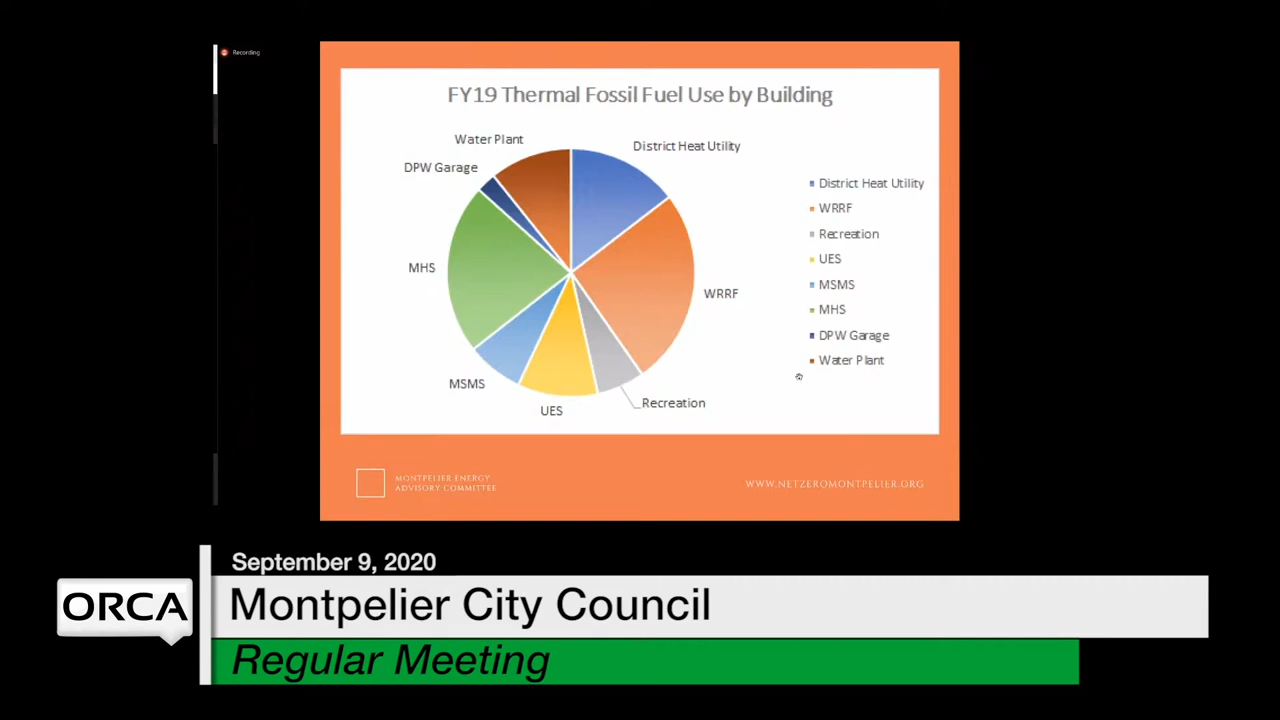 Recording
FY19 Thermal Fossil Fuel Use by Building
Water Plant
District Heat Utility
DPW Garage
MHS
WRRF
MSMS
UES
Recreation
District Heat Utility
WRRF
Recreation
UES
MSMS
MHS
DPW Garage
Water Plant
MONTPELIER ENERGY
ADVISORY COMMITTEE
WWW.NETZEROMONTPELIER.ORG
September 9, 2020
ORCA
Montpelier City Council
Regular Meeting